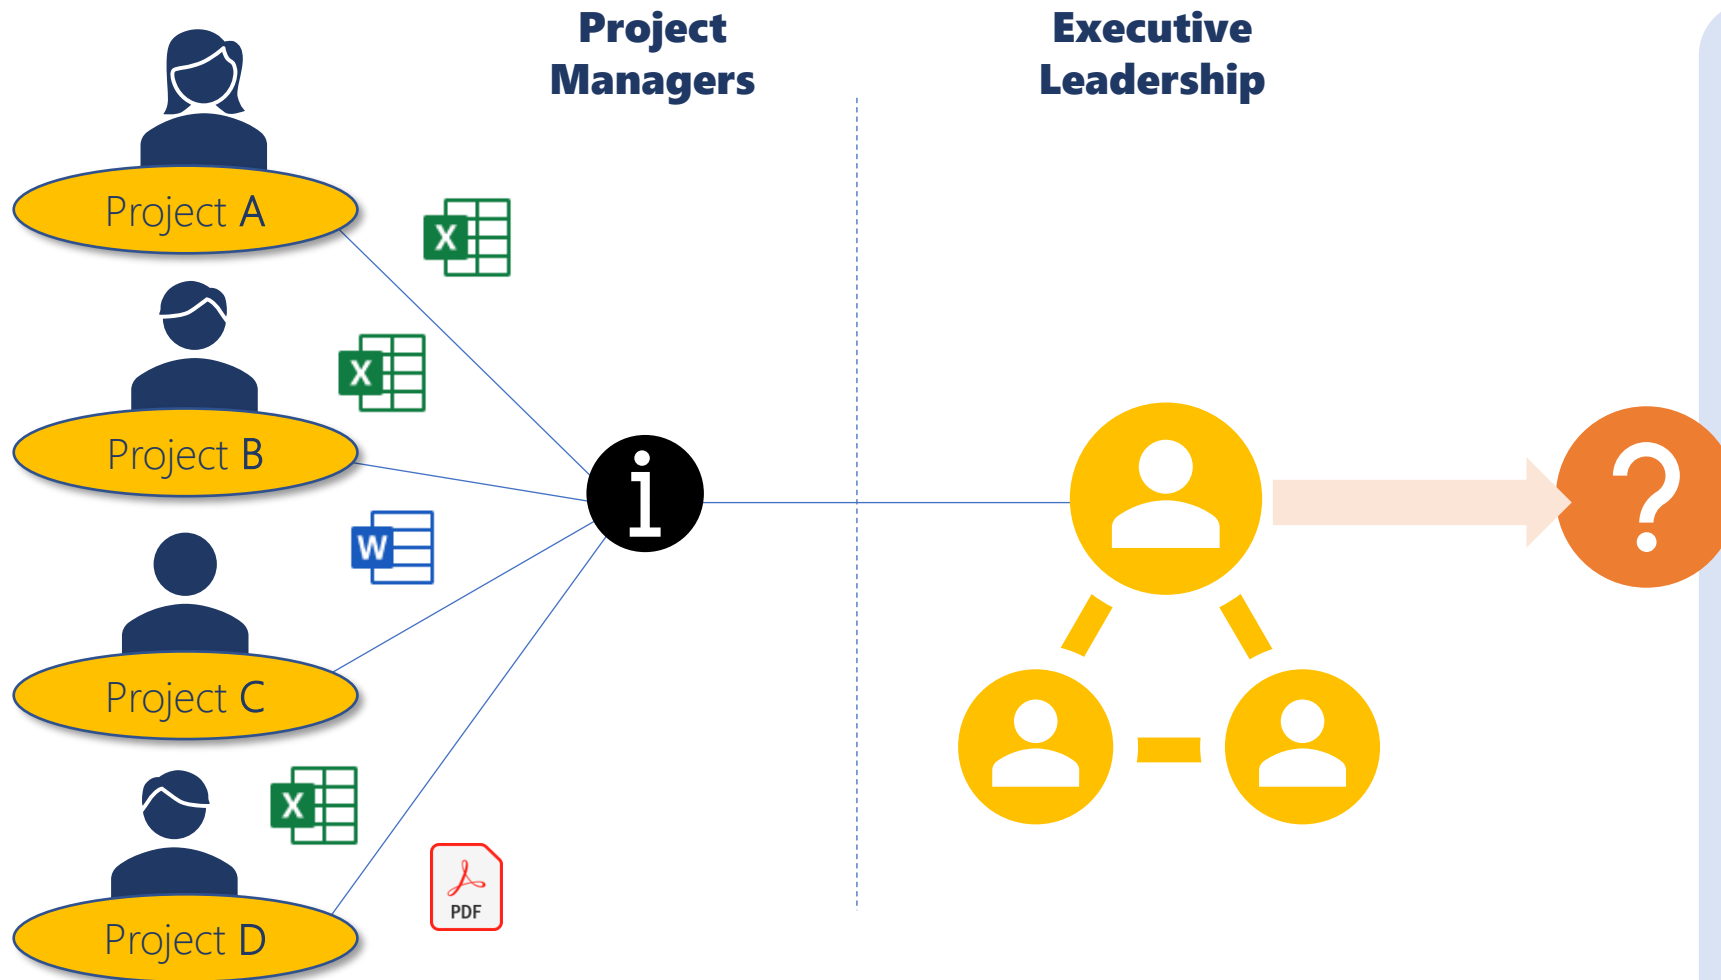 Project
Managers
Executive
Leadership
Project A
X
Project B
X
i
W
?
Project C
X
PDF
Project D